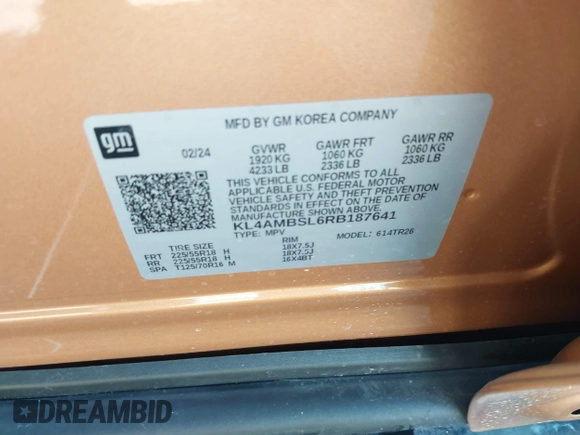 gm
MFD BY GM KOREA COMPANY
02/24 GVWR GAWR FRT GAWR RR
1920 KG 1060 KG 1060 KG
4233 LB 2336 LB 2336 LB
THIS VEHICLE CONFORMS TO ALL
APPLICABLE U.S. FEDERAL MOTOR
VEHICLE SAFETY AND THEFT PREVENTION
STANDARDS IN EFFECT ON THE DATE OF
MANUFACTURE SHOWN ABOVE.
KL4AMBSL6RB187641
TYPE: MPV MODEL: 614TR26
TIRE SIZE RIM
FRT 225/55R18 H 18X7.5J
RR 225/55R18 H 18X7.5J
SPA T125/70R16 M 16X4BT
DREAMBID